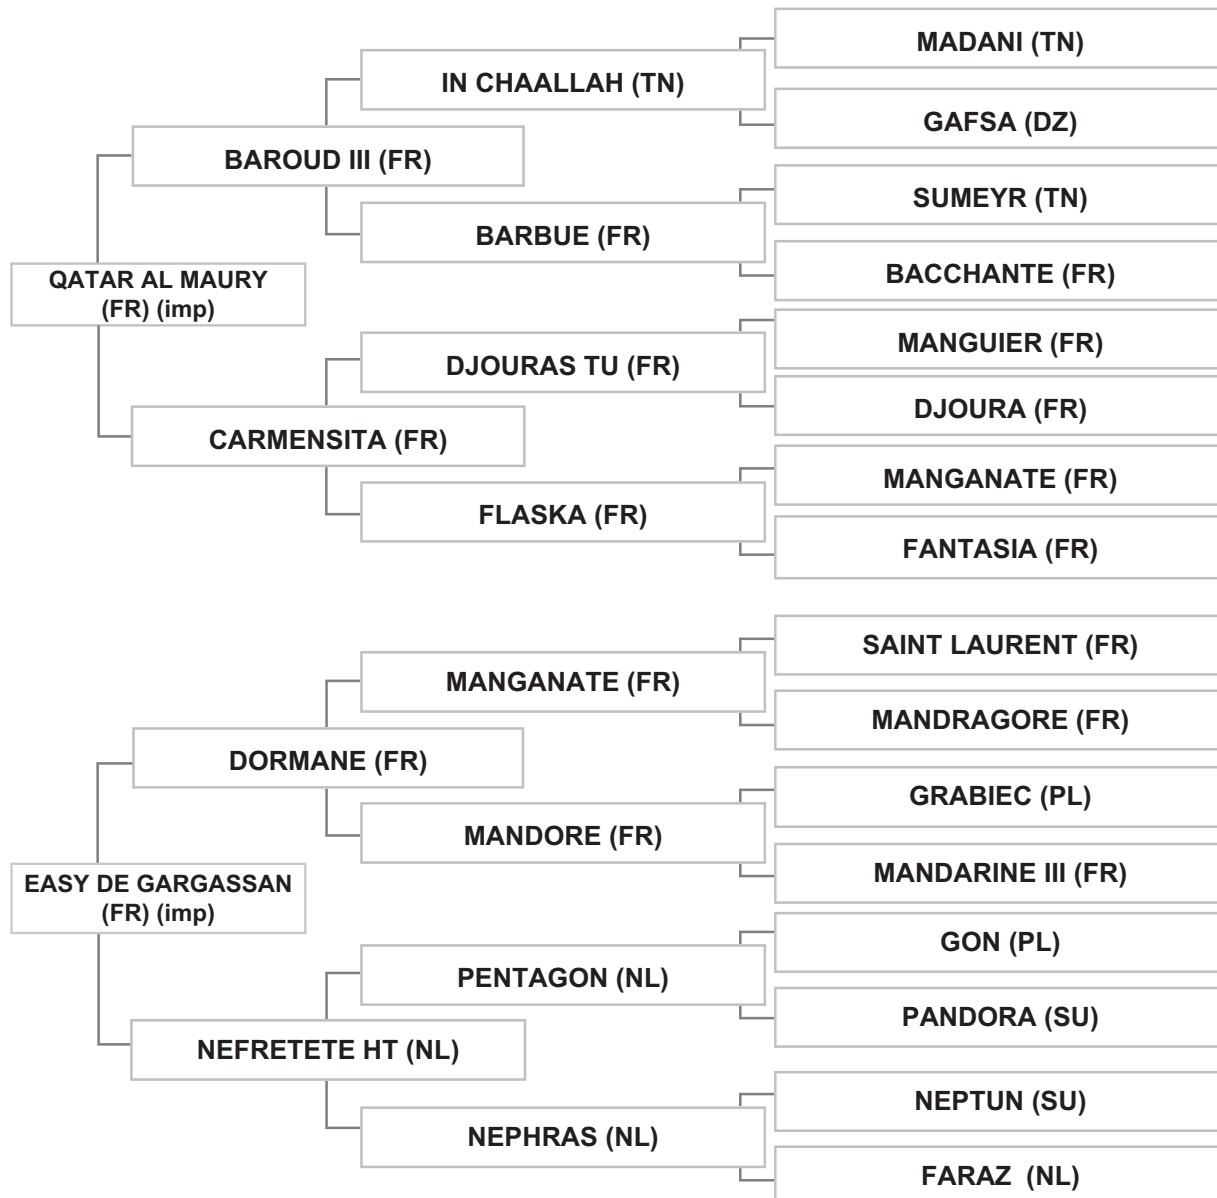 MADANI (TN)
IN CHAALLAH (TN)
GAFSA (DZ)
BAROUD III (FR)
SUMEYR (TN)
BARBUE (FR)
BACCHANTE (FR)
QATAR AL MAURY
(FR) (imp)
MANGUIER (FR)
DJOURAS TU (FR)
DJOURA (FR)
CARMENSITA (FR)
MANGANATE (FR)
FLASKA (FR)
FANTASIA (FR)
SAINT LAURENT (FR)
MANGANATE (FR)
MANDRAGORE (FR)
DORMANE (FR)
GRABIEC (PL)
MANDORE (FR)
MANDARINE III (FR)
EASY DE GARGASSAN
(FR) (imp)
GON (PL)
PENTAGON (NL)
PANDORA (SU)
NEFRETETE HT (NL)
NEPTUN (SU)
NEPHRAS (NL)
FARAZ  (NL)